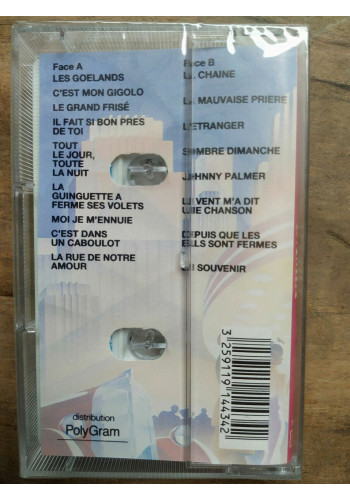 Face A
LES GOELANDS
C'EST MON GIGOLO
LE GRAND FRISÉ
IL FAIT SI BON PRES
DE TOI
TOUT
LE JOUR,
TOUTE
LA NUIT
LA
GUINGUETTE A
FERME SES VOLETS
MOI JE M'ENNUIE
C'EST DANS
UN CABOULOT
LA RUE DE NOTRE
AMOUR
Face B
LA CHAINE
LA MAUVAISE PRIERE
L'ETRANGER
SOMBRE DIMANCHE
JOHNNY PALMER
LE VENT M'A DIT
UNE CHANSON
DEPUIS QUE LES
BALS SONT FERMES
UN SOUVENIR
distribution
PolyGram
3 259119 144342